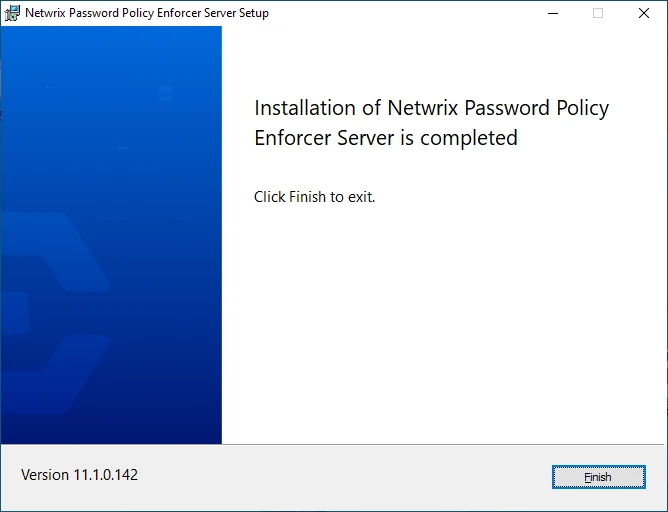 Netwrix Password Policy Enforcer Server Setup
Installation of Netwrix Password Policy
Enforcer Server is completed
Click Finish to exit.
Version 11.1.0.142
Finish